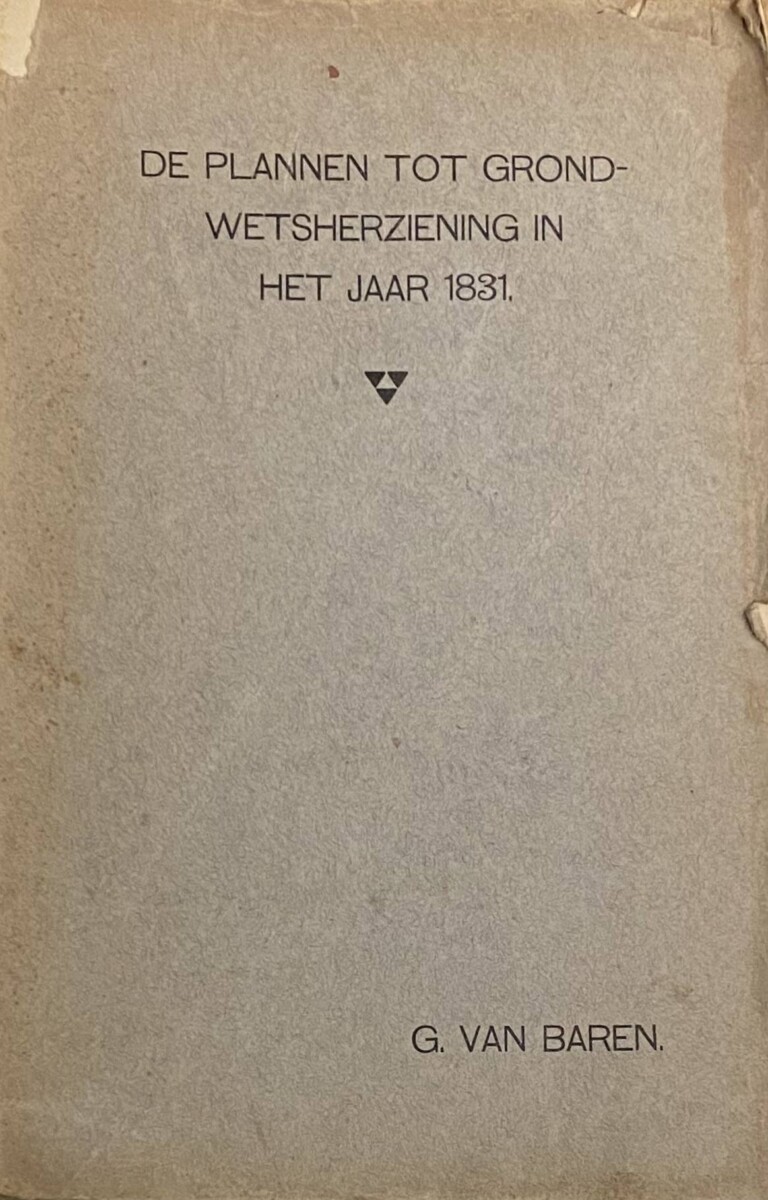 DE PLANNEN TOT GROND-
WETSHERZIENING IN
HET JAAR 1831.
G. VAN BAREN.